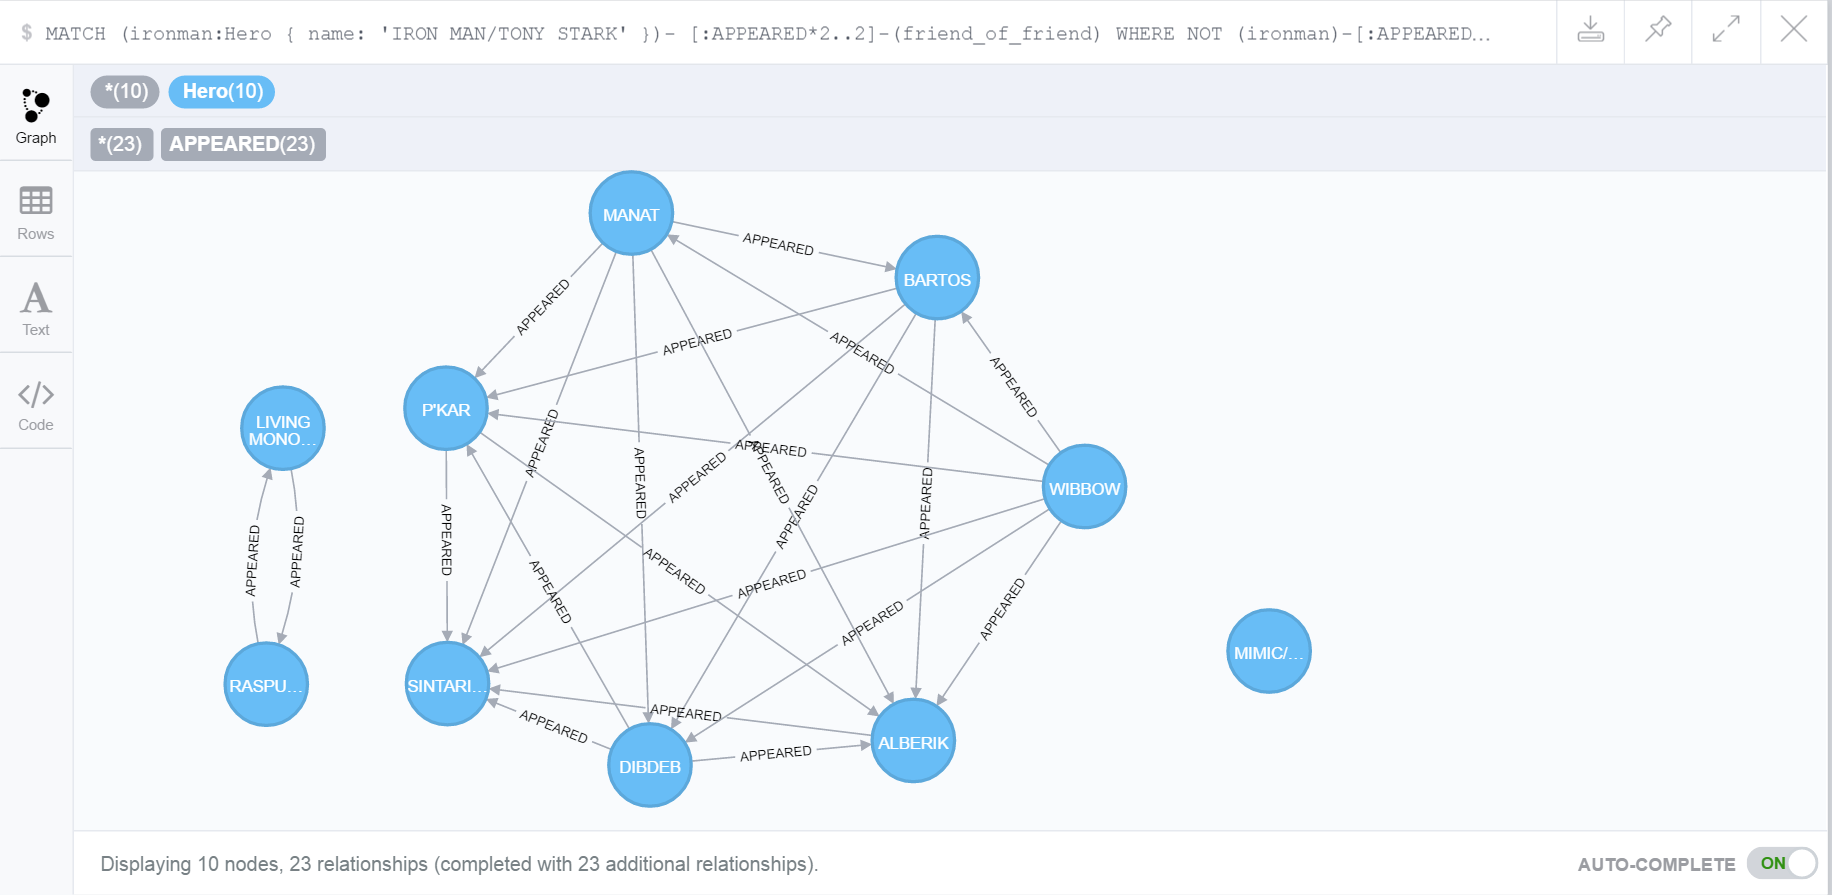 $ MATCH (ironman:Hero { name: 'IRON MAN/TONY STARK' })- [:APPEARED*2..2]-(friend_of_friend) WHERE NOT (ironman)-[:APPEARED...
*(10) Hero(10)
*(23) APPEARED(23)
Graph
Rows
Text
Code
MANAT
APPEARED
BARTOS
APPEARED
APPEARED
APPEARED
APPEARED
P'KAR
LIVING
MONO...
APPEARED
APPEARED
APPEARED
APPEARED
APPEARED
WIBBOW
APPEARED
APPEARED
APPEARED
APPEARED
APPEARED
APPEARED
APPEARED
APPEARED
APPEARED
APPEARED
APPEARED
MIMIC/...
RASPU...
SINTARI...
APPEARED
APPEARED
ALBERIK
DIBDEB
APPEARED
Displaying 10 nodes, 23 relationships (completed with 23 additional relationships).
AUTO-COMPLETE ON